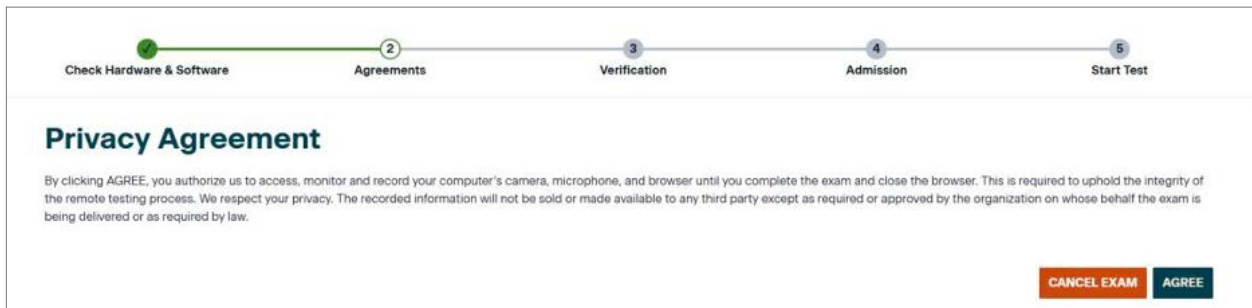 ✓ 2 3 4 5
Check Hardware & Software Agreements Verification Admission Start Test
Privacy Agreement
By clicking AGREE, you authorize us to access, monitor and record your computer's camera, microphone, and browser until you complete the exam and close the browser. This is required to uphold the integrity of
the remote testing process. We respect your privacy. The recorded information will not be sold or made available to any third party except as required or approved by the organization on whose behalf the exam is
being delivered or as required by law.
CANCEL EXAM AGREE